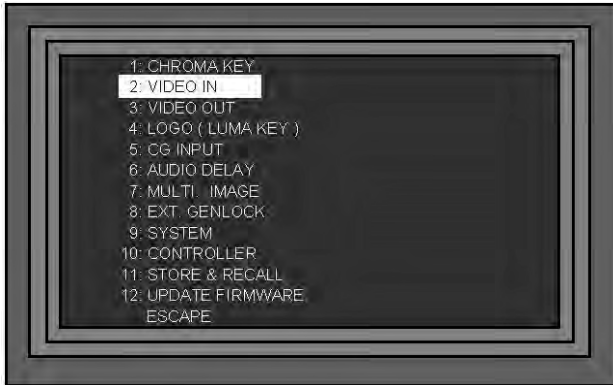 1: CHROMA KEY
2: VIDEO IN
3: VIDEO OUT
4: LOGO ( LUMA KEY )
5: CG INPUT
6: AUDIO DELAY
7: MULTI. IMAGE
8: EXT. GENLOCK
9: SYSTEM
10: CONTROLLER
11: STORE & RECALL
12: UPDATE FIRMWARE.
ESCAPE